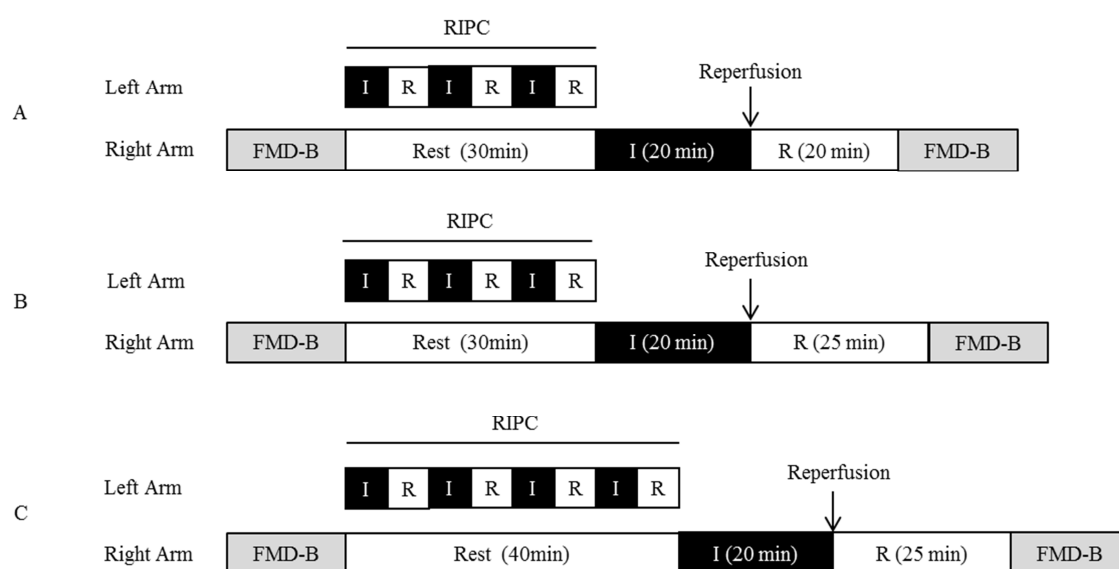 RIPC
Reperfusion
Left Arm I R I R I R
A
Right Arm FMD-B Rest (30min) I (20 min) R (20 min) FMD-B
RIPC
Reperfusion
Left Arm I R I R I R
B
Right Arm FMD-B Rest (30min) I (20 min) R (25 min) FMD-B
RIPC
Reperfusion
Left Arm I R I R I R I R
C
Right Arm FMD-B Rest (40min) I (20 min) R (25 min) FMD-B